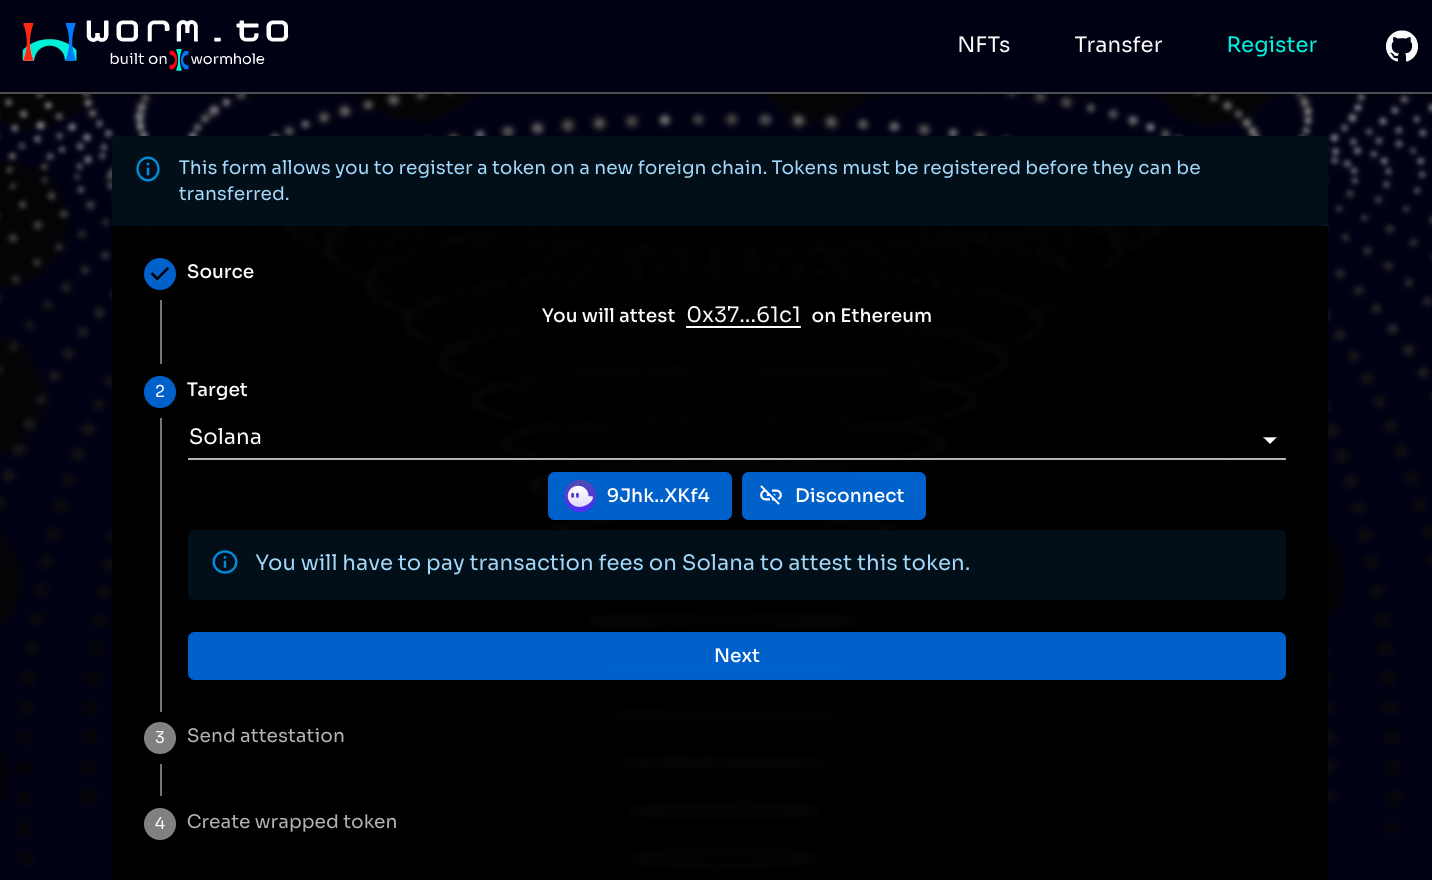 worm.to
built on wormhole
NFTs
Transfer
Register
This form allows you to register a token on a new foreign chain. Tokens must be registered before they can be
transferred.
Source
You will attest 0x37...61c1 on Ethereum
2 Target
Solana
9Jhk..XKf4
Disconnect
You will have to pay transaction fees on Solana to attest this token.
Next
3 Send attestation
4 Create wrapped token